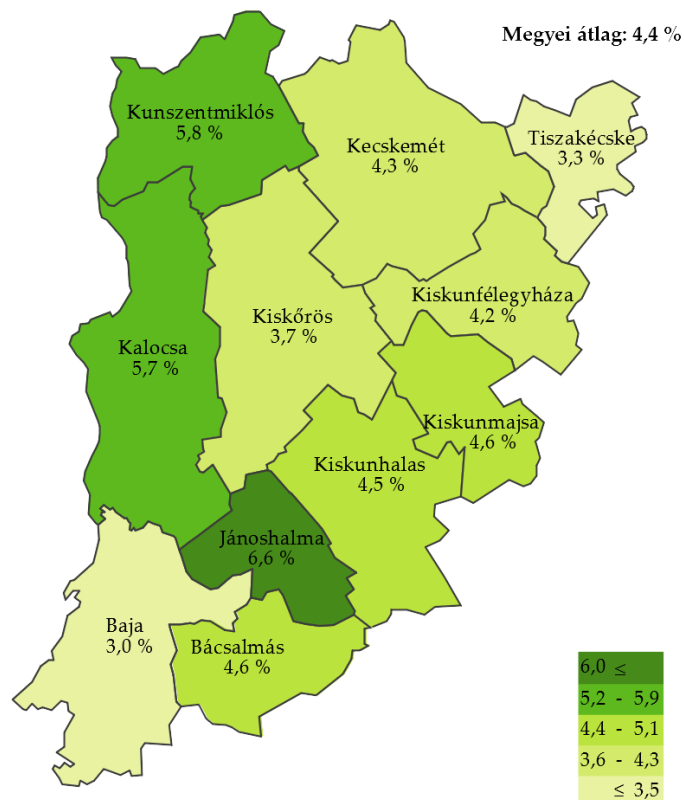 Megyei átlag: 4,4 %
Kunszentmiklós
5,8 %
Kecskemét
4,3 %
Tiszakécske
3,3 %
Kiskunfélegyháza
4,2 %
Kiskőrös
3,7 %
Kalocsa
5,7 %
Kiskunmajsa
4,6 %
Kiskunhalas
4,5 %
Jánoshalma
6,6 %
Baja
3,0 %
Bácsalmás
4,6 %
6,0 ≤
5,2 - 5,9
4,4 - 5,1
3,6 - 4,3
≤ 3,5